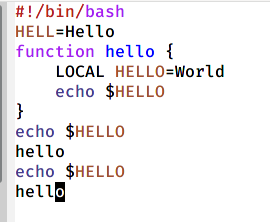 #!/bin/bash
HELL=Hello
function hello {
    LOCAL HELLO=World
    echo $HELLO
}
echo $HELLO
hello
echo $HELLO
hello